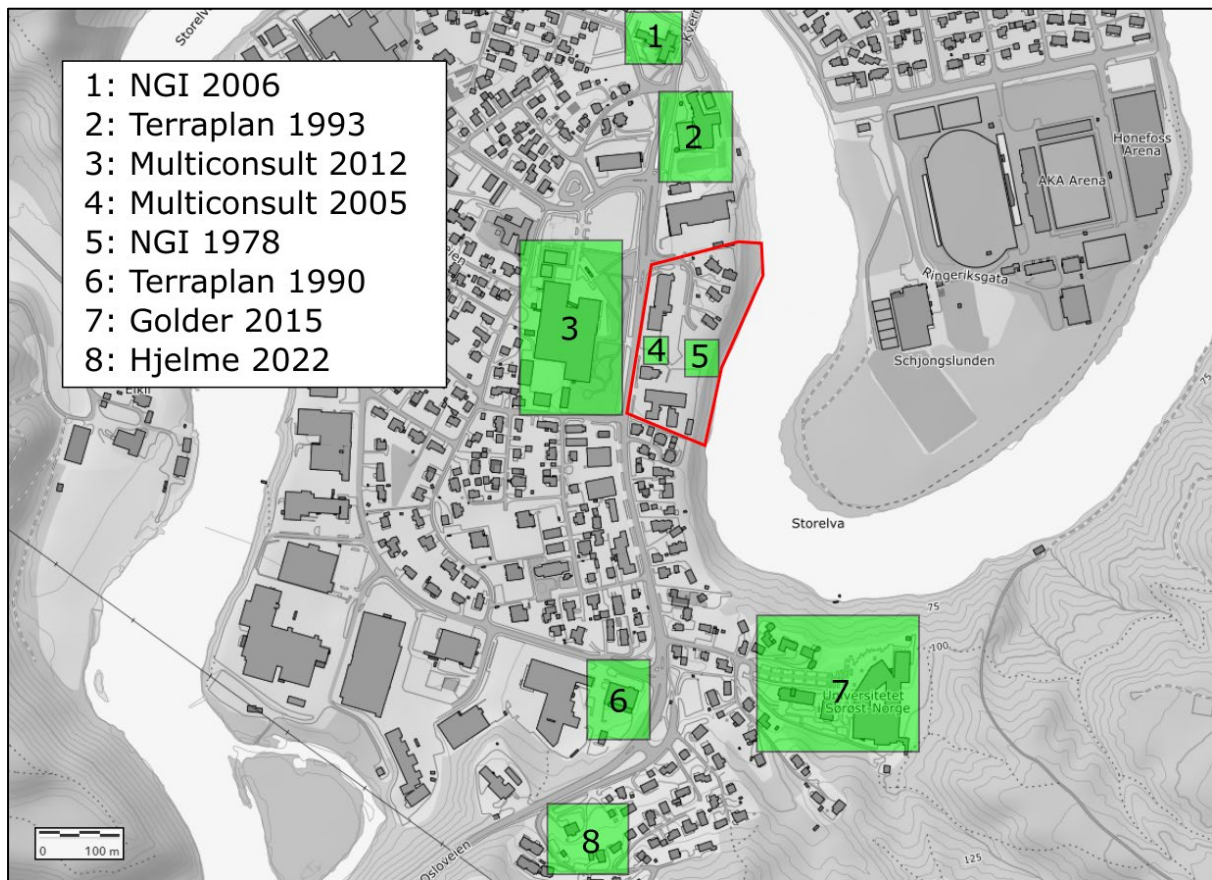 Storelva
1
1: NGI 2006
2: Terraplan 1993
3: Multiconsult 2012
4: Multiconsult 2005
5: NGI 1978
6: Terraplan 1990
7: Golder 2015
8: Hjelme 2022
2
Hønefoss
Arena
AKA Arena
Ringeriksgata
3
4
5
Schjongslunden
75
Storelva
75
100
6
7
Universitetet
i Sørøst-Norge
8
Osloveien
125
0 100 m